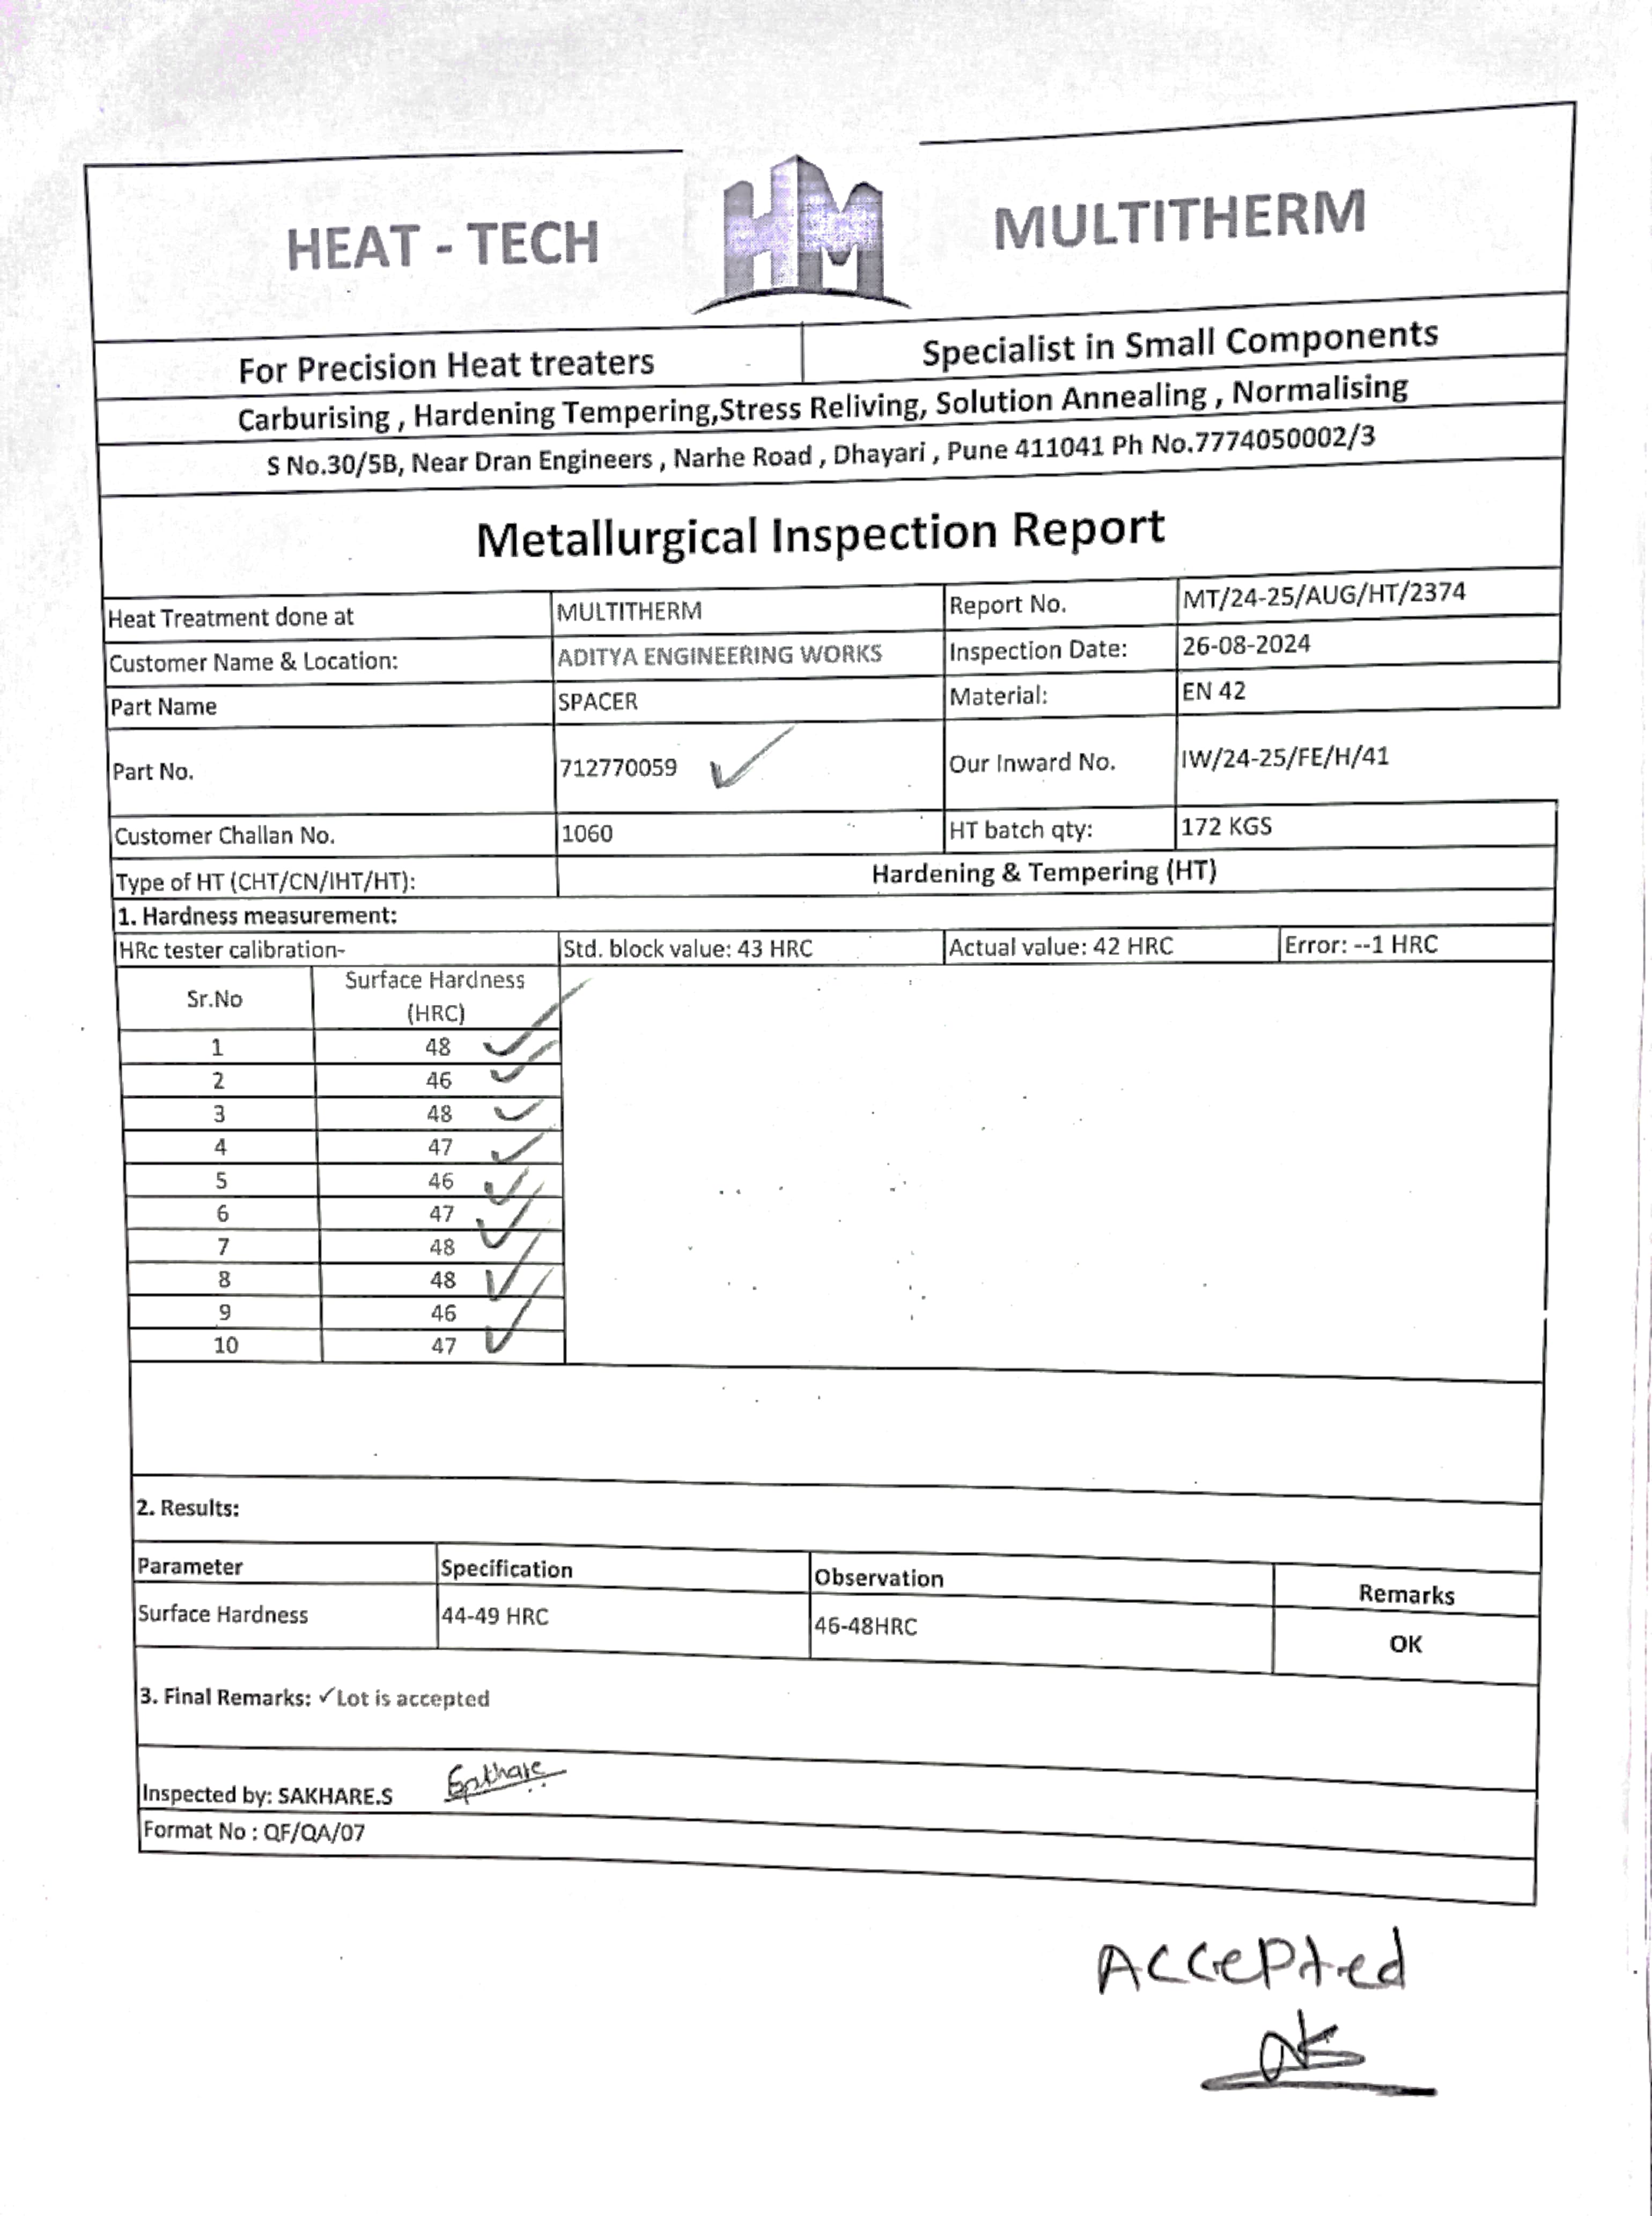 HEAT - TECH
HM
MULTITHERM
For Precision Heat treaters
Specialist in Small Components
Carburising , Hardening Tempering,Stress Reliving, Solution Annealing , Normalising
S No.30/5B, Near Dran Engineers , Narhe Road , Dhayari , Pune 411041 Ph No.7774050002/3
Metallurgical Inspection Report
Heat Treatment done at MULTITHERM Report No. MT/24-25/AUG/HT/2374
Customer Name & Location: ADITYA ENGINEERING WORKS Inspection Date: 26-08-2024
Part Name SPACER Material: EN 42
Part No. 712770059 ✓ Our Inward No. IW/24-25/FE/H/41
Customer Challan No. 1060 HT batch qty: 172 KGS
Type of HT (CHT/CN/IHT/HT): Hardening & Tempering (HT)
1. Hardness measurement:
HRc tester calibration- Std. block value: 43 HRC Actual value: 42 HRC Error: --1 HRC
Sr.No Surface Hardness
(HRC)
1 48 ✓
2 46 ✓
3 48 ✓
4 47 ✓
5 46 ✓
6 47 ✓
7 48
8 48 ✓
9 46
10 47 ✓
2. Results:
Parameter Specification Observation Remarks
Surface Hardness 44-49 HRC 46-48HRC OK
3. Final Remarks: ✓Lot is accepted
Inspected by: SAKHARE.S
Format No : QF/QA/07
Accepted